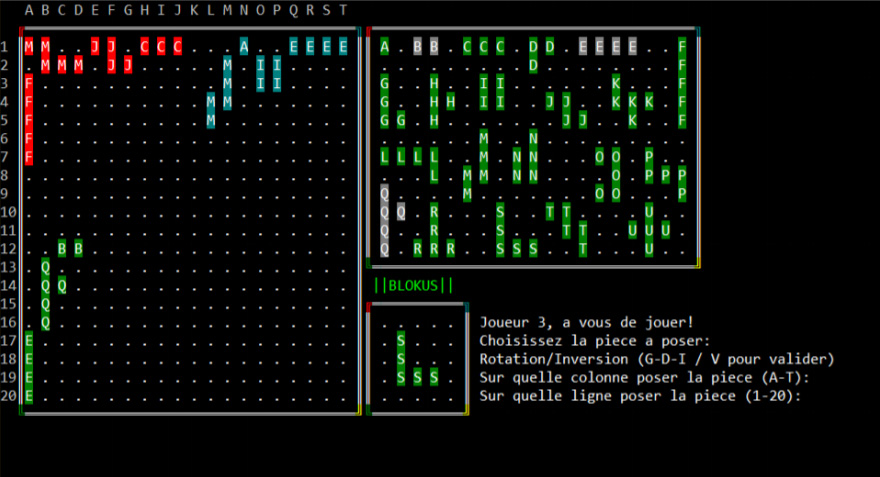 A B C D E F G H I J K L M N O P Q R S T
1 M M . . J J . C C C . . . A . . E E E E A . B B . C C C . D D . E E E E . . F
2 . M M M . J J . . . . . M . I I . . . . . . . . . . . . . D . . . . . . . . F
3 F . . . . . . . . . . . M . I I . . . . G . . H . . I I . . . . . . K . . . F
4 F . . . . . . . . . . M M . . . . . . . G . . H H . I I . . J J . . K K K . F
5 F . . . . . . . . . . M . . . . . . . . G G . H . . . . . . . J J . . K . . F
6 F . . . . . . . . . . . . . . . . . . . . . . . . . M . . N . . . . . . . . .
7 F . . . . . . . . . . . . . . . . . . . L L L L . . M . N N . . . O O . P . .
8 . . . . . . . . . . . . . . . . . . . . . . . L . M M . N N . . . . O . P P P
9 . . . . . . . . . . . . . . . . . . . . Q . . . . M . . . . . . . O O . . . P
10 . . . . . . . . . . . . . . . . . . . . Q Q . R . . . S . . T T . . . . U . .
11 . . . . . . . . . . . . . . . . . . . . Q . . R . . . S . . . T T . . U U U .
12 . . B B . . . . . . . . . . . . . . . . Q . R R R . . S S S . . T . . . U . .
13 . Q . . . . . . . . . . . . . . . . . .
14 . Q Q . . . . . . . . . . . . . . . . . ||BLOKUS||
15 . Q . . . . . . . . . . . . . . . . . .
16 . Q . . . . . . . . . . . . . . . . . . . . . . . Joueur 3, a vous de jouer!
17 E . . . . . . . . . . . . . . . . . . . . S . . . Choisissez la piece a poser:
18 E . . . . . . . . . . . . . . . . . . . . S . . . Rotation/Inversion (G-D-I / V pour valider)
19 E . . . . . . . . . . . . . . . . . . . . S S S . Sur quelle colonne poser la piece (A-T):
20 E . . . . . . . . . . . . . . . . . . . . . . . . Sur quelle ligne poser la piece (1-20):